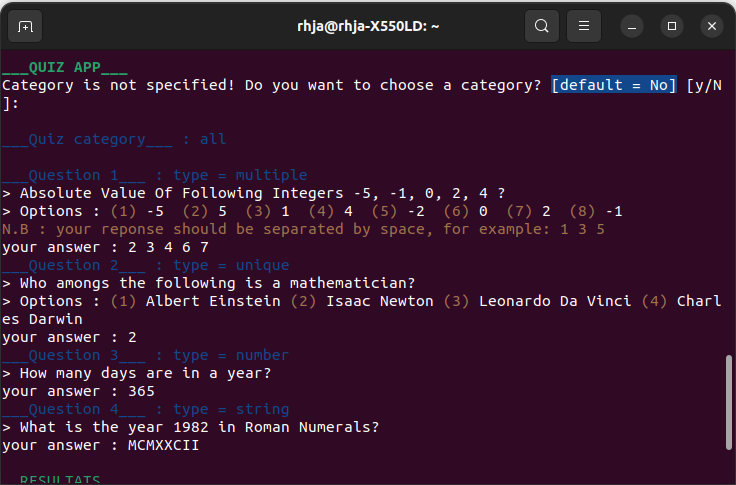 rhja@rhja-X550LD: ~
___QUIZ APP___
Category is not specified! Do you want to choose a category? [default = No] [y/N
]:
___Quiz category___ : all
___Question 1___ : type = multiple
> Absolute Value Of Following Integers -5, -1, 0, 2, 4 ?
> Options : (1) -5  (2) 5  (3) 1  (4) 4  (5) -2  (6) 0  (7) 2  (8) -1
N.B : your reponse should be separated by space, for example: 1 3 5
your answer : 2 3 4 6 7
___Question 2___ : type = unique
> Who amongs the following is a mathematician?
> Options : (1) Albert Einstein (2) Isaac Newton (3) Leonardo Da Vinci (4) Charl
es Darwin
your answer : 2
___Question 3___ : type = number
> How many days are in a year?
your answer : 365
___Question 4___ : type = string
> What is the year 1982 in Roman Numerals?
your answer : MCMXXCII
RESULTATS